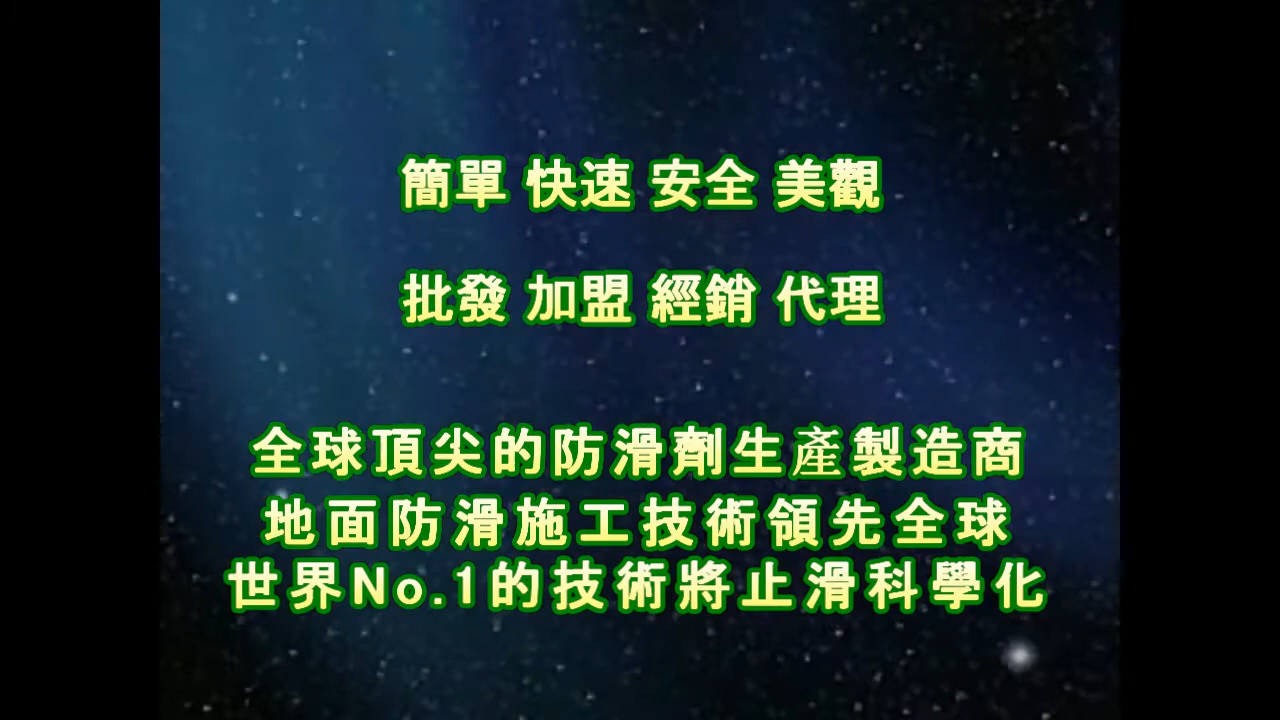 簡單 快速 安全 美觀
批發 加盟 經銷 代理
全球頂尖的防滑劑生產製造商
地面防滑施工技術領先全球
世界No.1的技術將止滑科學化